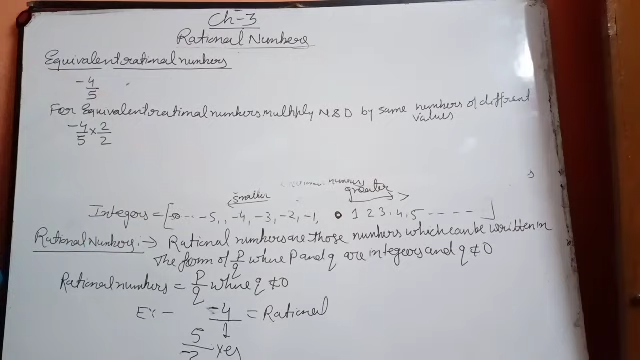 Ch-3
Rational Numbers
Equivalent rational numbers
-4/5
For Equivalent rational numbers multiply N & D by same numbers of different values
-4/5 × 2/2
numbers
smaller greater
Integers = [∞ ... -5, -4, -3, -2, -1, 0 1 2 3 4, 5 ------]
Rational Numbers :→ Rational numbers are those numbers which can be written in
the form of P/q where P and q are integers and q ≠ 0
Rational numbers = P/q where q ≠ 0
Ex - -4/1 = Rational
5/-7 yes